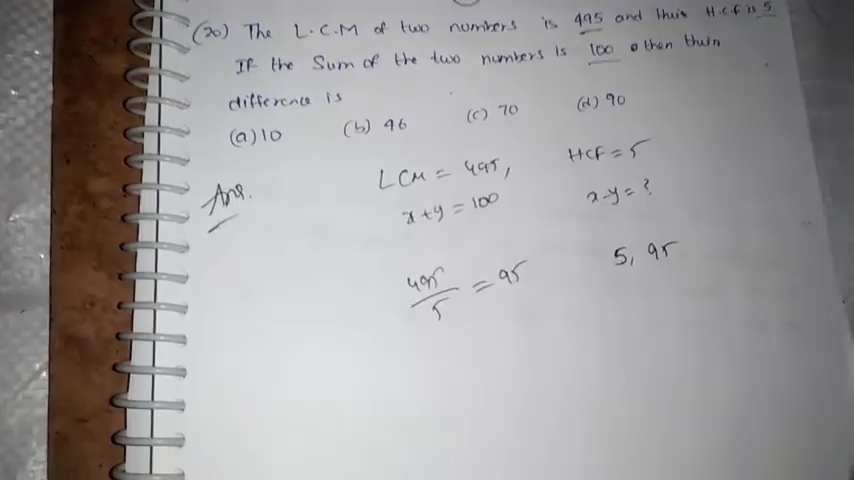 (20) The L.C.M of two numbers is 495 and their H.C.F is 5
If the Sum of the two numbers is 100 then their
difference is
(a) 10 (b) 46 (c) 70 (d) 90
Ans. LCM = 495, HCF = 5
x+y = 100 x-y = ?
495/5 = 95 5, 95